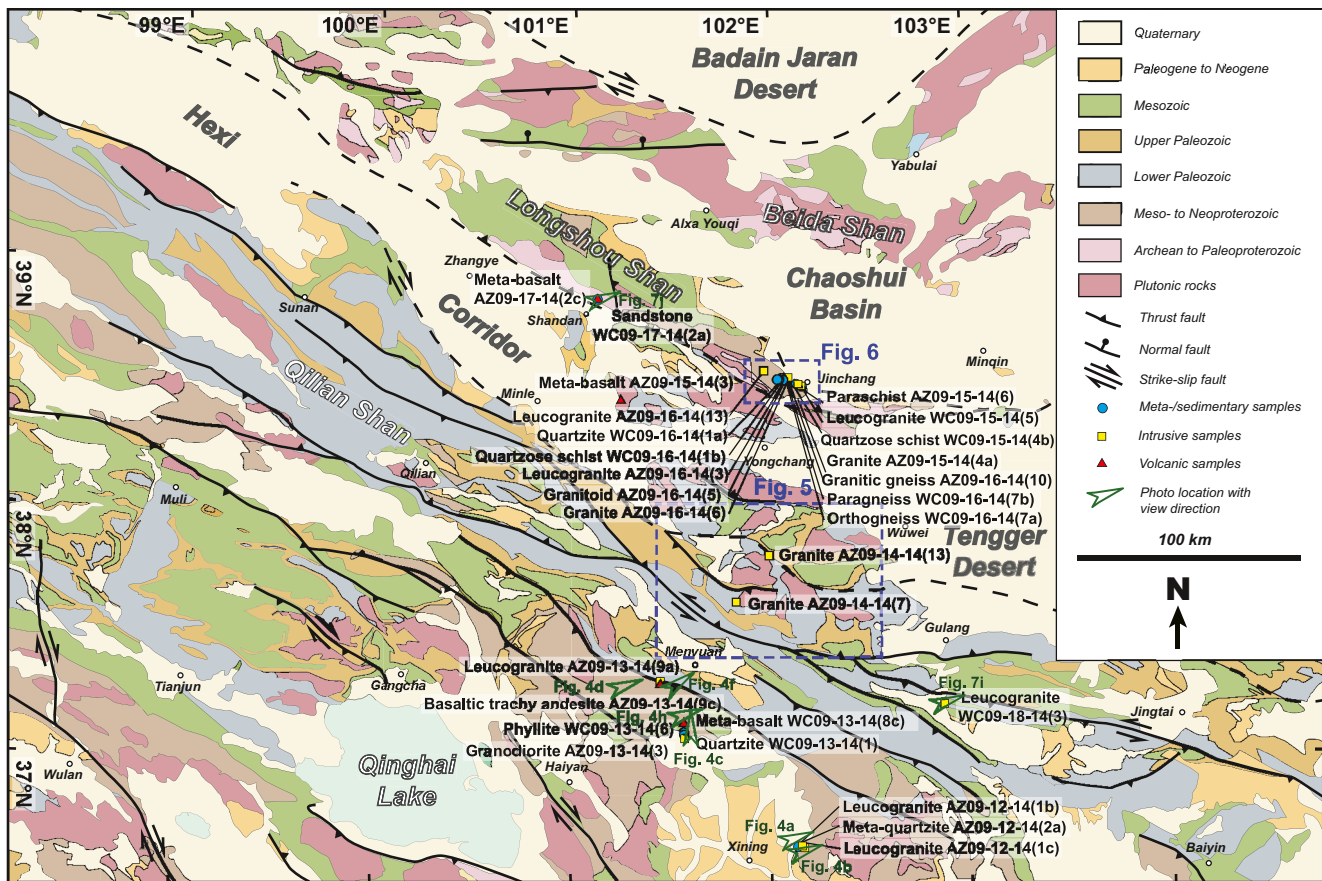 99°E
100°E
101°E
102°E
103°E
Badain Jaran
Desert
Hexi
Yabulai
Longshou Shan
Alxa Youqi
Beida Shan
39°N
Zhangye
Meta-basalt
AZ09-17-14(2c)
Fig. 7j
Chaoshui
Basin
Sunan
Corridor
Shandan
Sandstone
WC09-17-14(2a)
Fig. 6
Minqin
Qilian Shan
Meta-basalt AZ09-15-14(3)
Jinchang
Minle
Paraschist AZ09-15-14(6)
Leucogranite AZ09-16-14(13)
Leucogranite WC09-15-14(5)
Quartzite WC09-16-14(1a)
Quartzose schist WC09-15-14(4b)
Yongchang
Quartzose schist WC09-16-14(1b)
Granite AZ09-15-14(4a)
Qilian
Leucogranite AZ09-16-14(3)
Granitic gneiss AZ09-16-14(10)
Muli
Granitoid AZ09-16-14(5)
Fig. 5
Paragneiss WC09-16-14(7b)
Granite AZ09-16-14(6)
Orthogneiss WC09-16-14(7a)
38°N
Wuwei
Tengger
Desert
Granite AZ09-14-14(13)
Granite AZ09-14-14(7)
Gulang
Menyuan
Leucogranite AZ09-13-14(9a)
Tianjun
Gangcha
Fig. 4d
Fig. 4f
Fig. 7i
Basaltic trachy andesite AZ09-13-14(9c)
Leucogranite
WC09-18-14(3)
Jingtai
Fig. 4h
Phyllite WC09-13-14(6)
Meta-basalt WC09-13-14(8c)
Granodiorite AZ09-13-14(3)
Quartzite WC09-13-14(1)
Fig. 4c
37°N
Wulan
Qinghai
Lake
Haiyan
Leucogranite AZ09-12-14(1b)
Fig. 4a
Meta-quartzite AZ09-12-14(2a)
Xining
Leucogranite AZ09-12-14(1c)
Fig. 4b
Baiyin
Quaternary
Paleogene to Neogene
Mesozoic
Upper Paleozoic
Lower Paleozoic
Meso- to Neoproterozoic
Archean to Paleoproterozoic
Plutonic rocks
Thrust fault
Normal fault
Strike-slip fault
Meta-/sedimentary samples
Intrusive samples
Volcanic samples
Photo location with
view direction
100 km
N